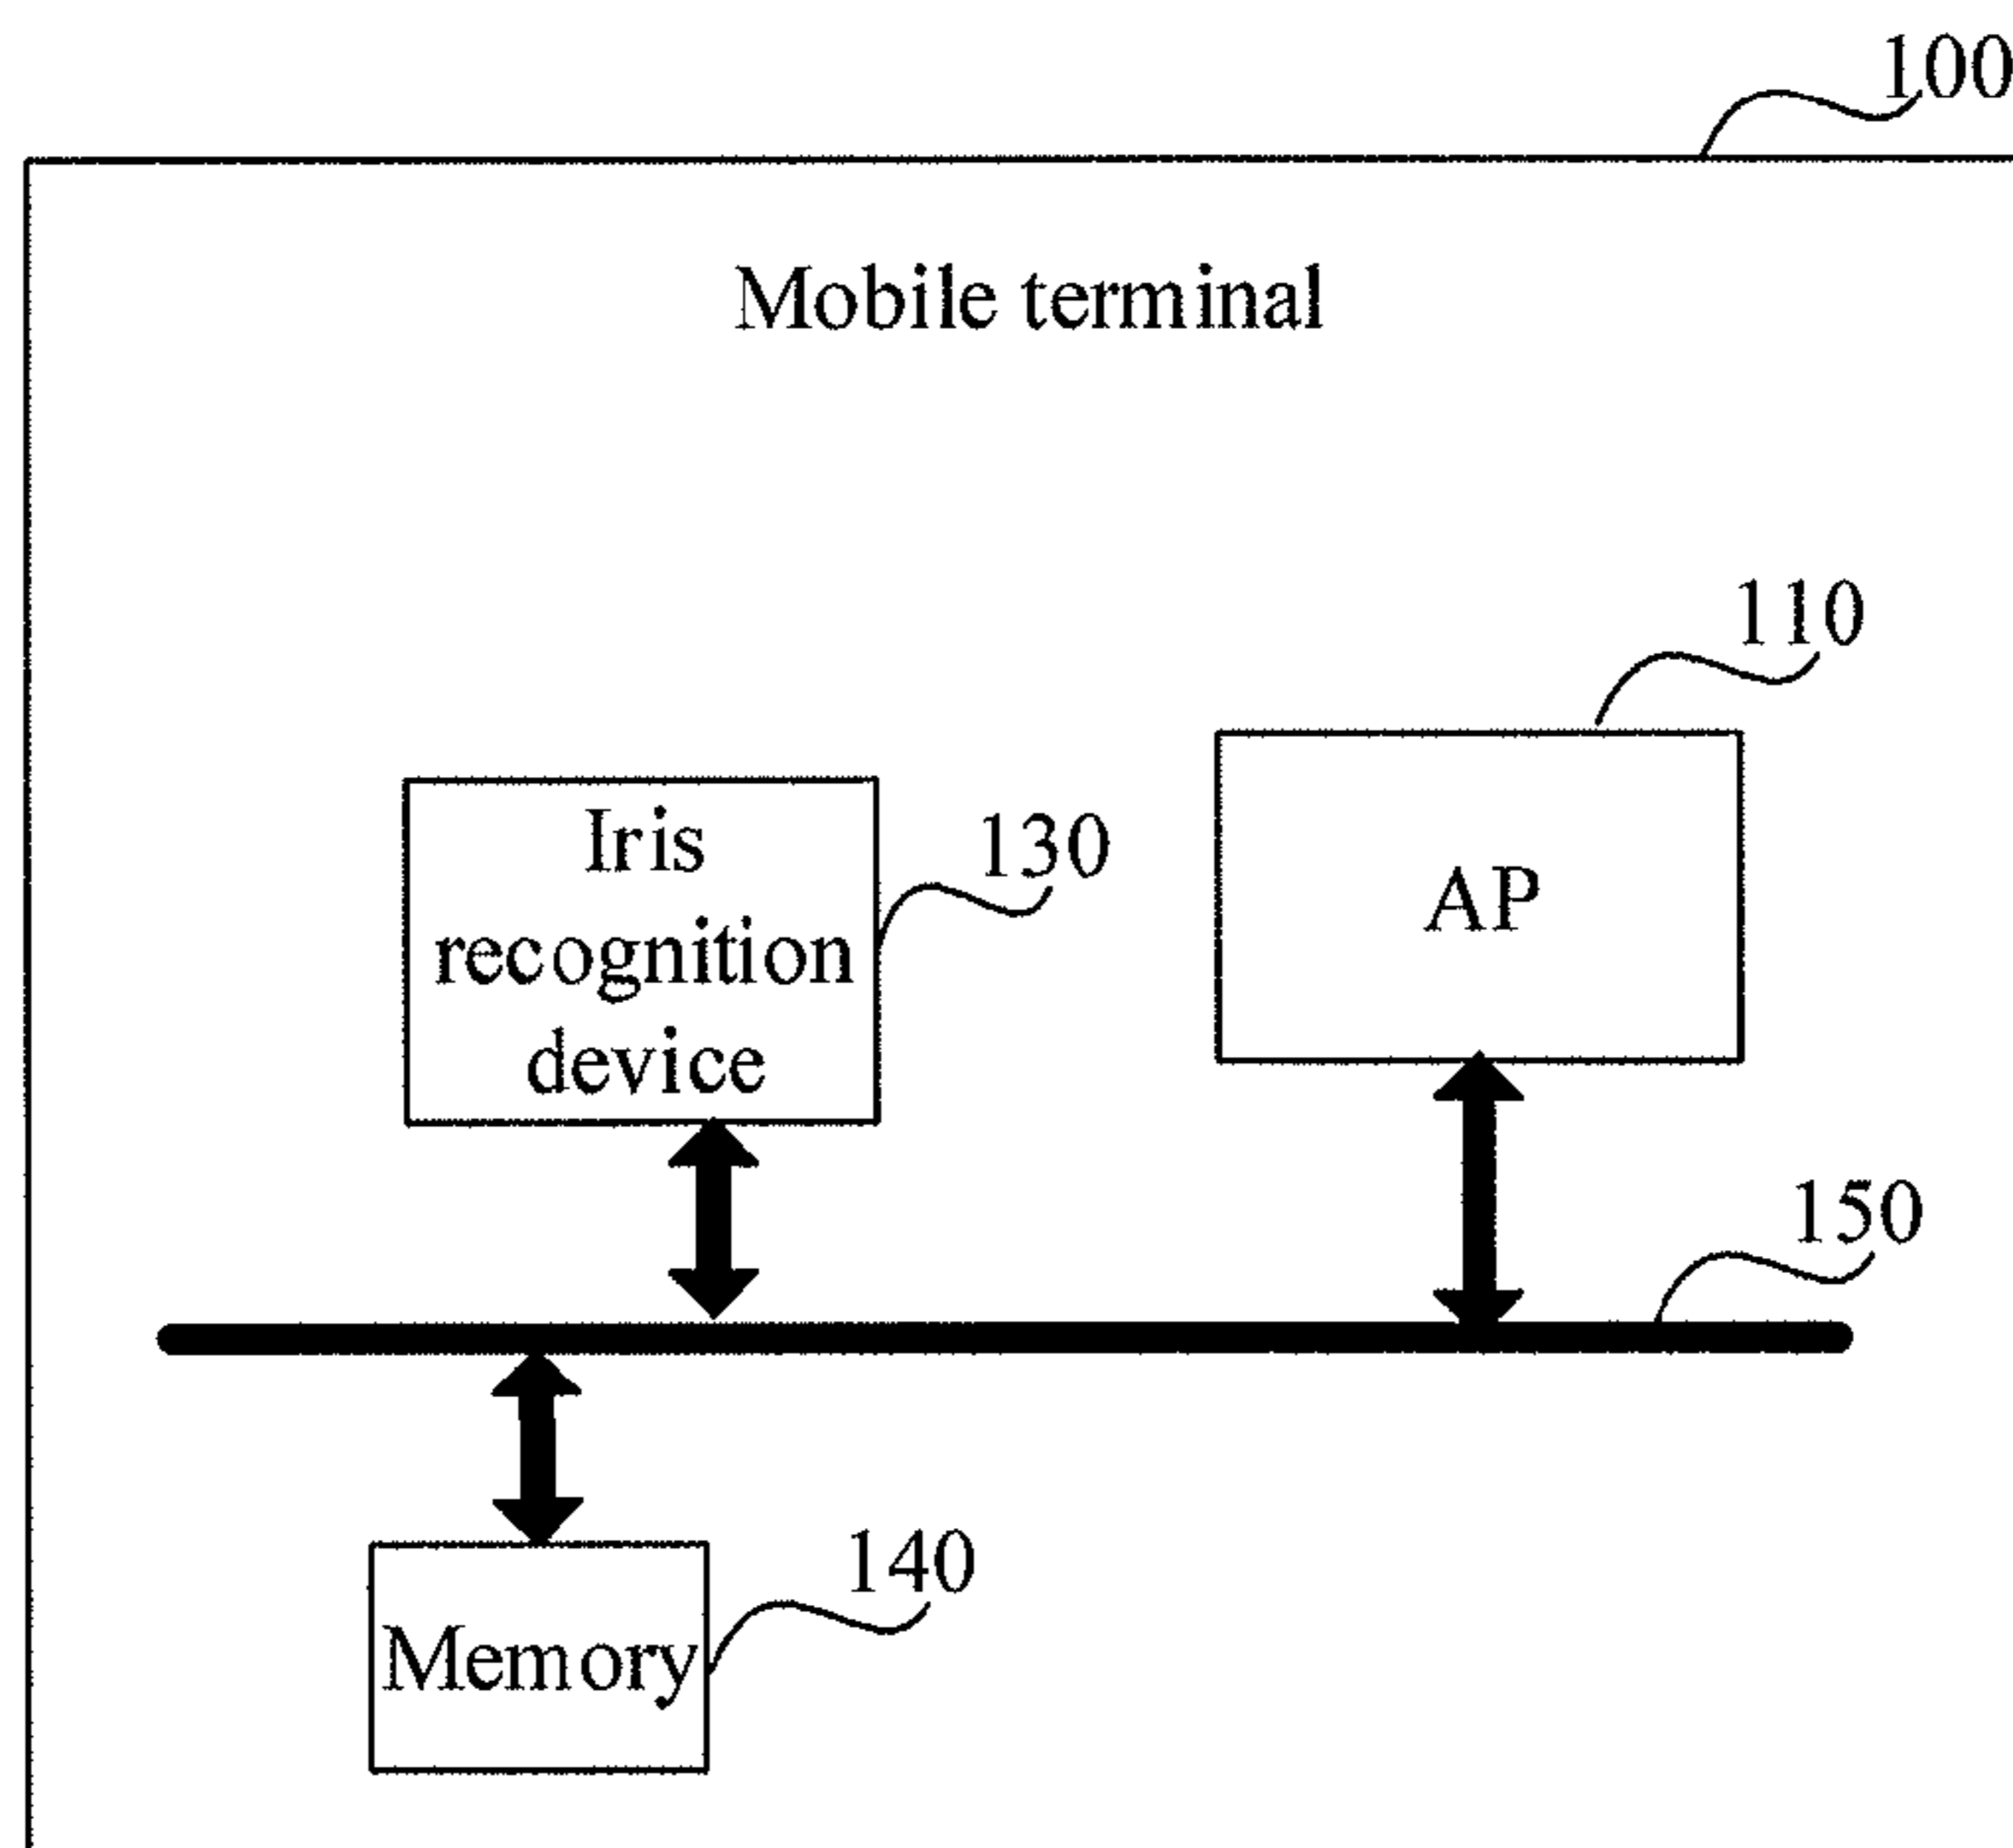 100
Mobile terminal
110
Iris
recognition
device
130
AP
150
140
Memory